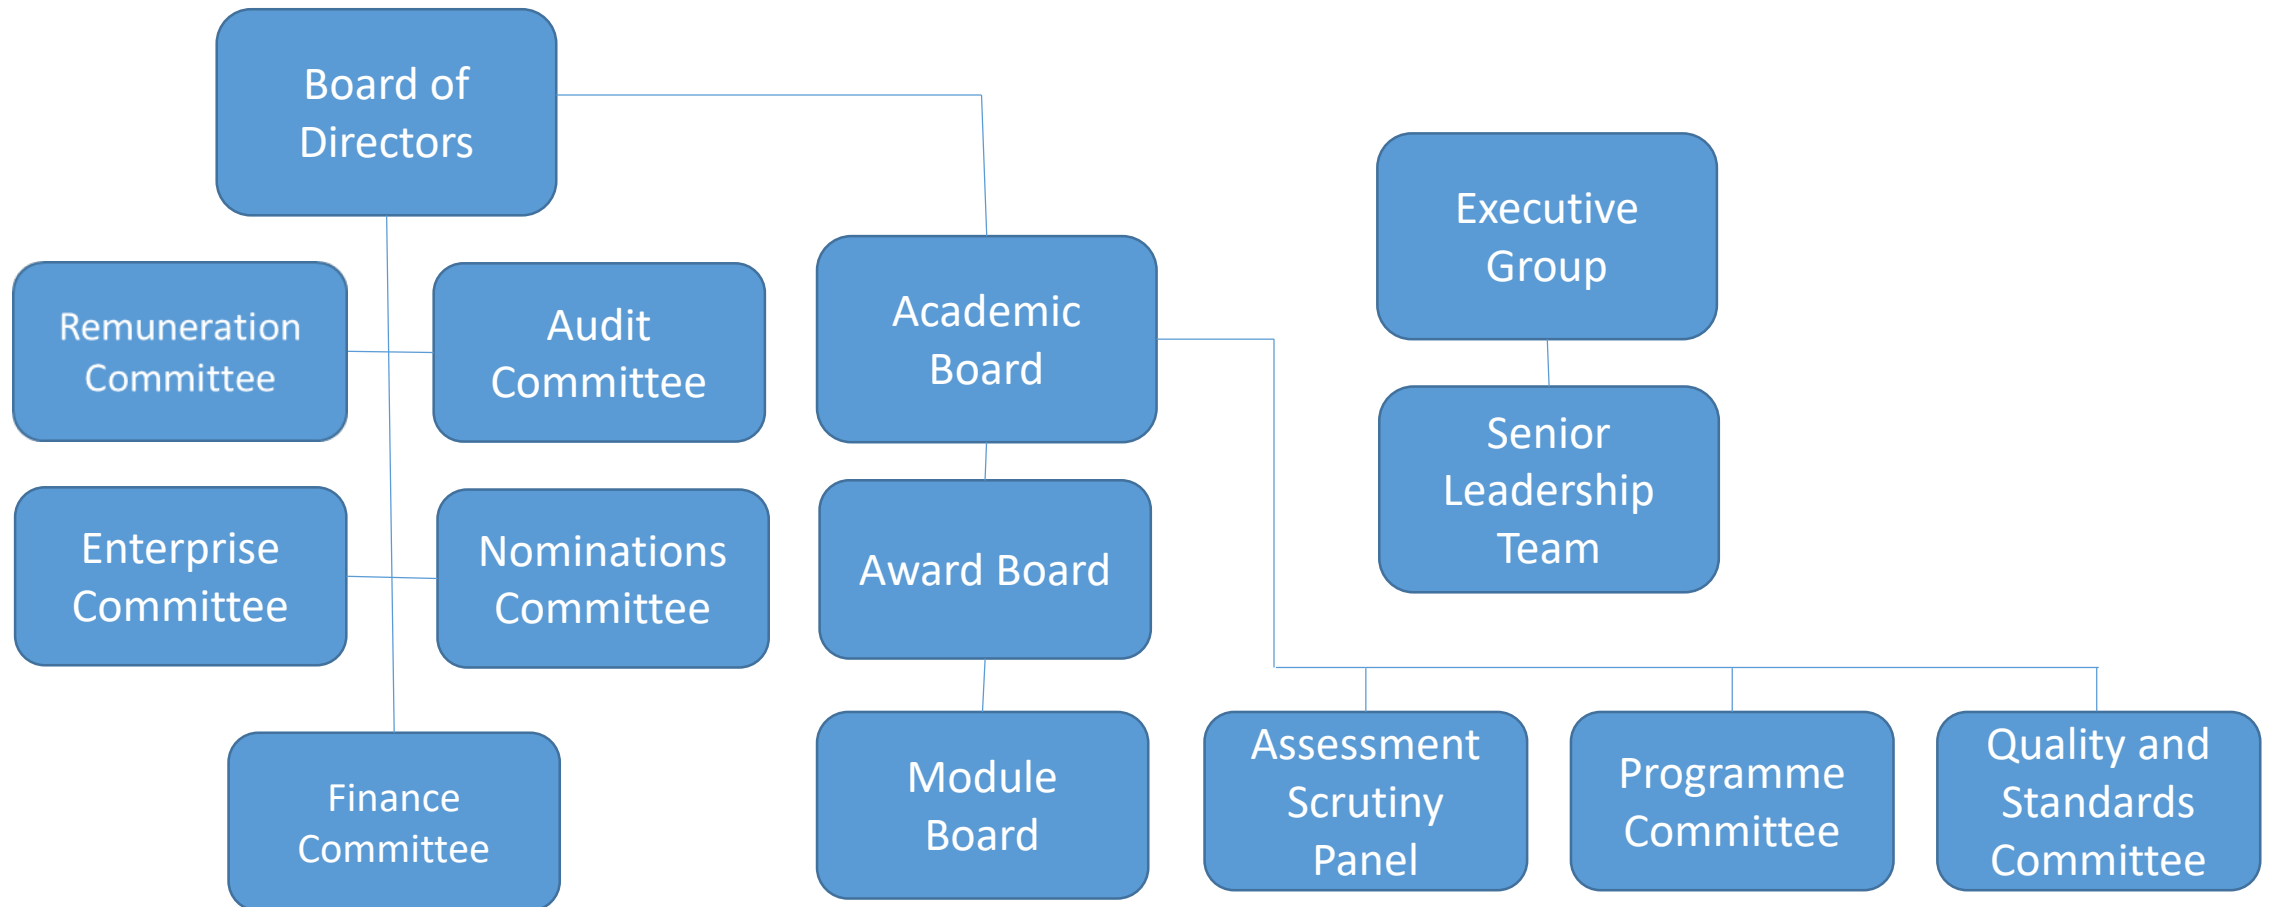 Board of
Directors
Executive
Group
Remuneration
Committee
Audit
Committee
Academic
Board
Senior
Leadership
Team
Enterprise
Committee
Nominations
Committee
Award Board
Finance
Committee
Module
Board
Assessment
Scrutiny
Panel
Programme
Committee
Quality and
Standards
Committee